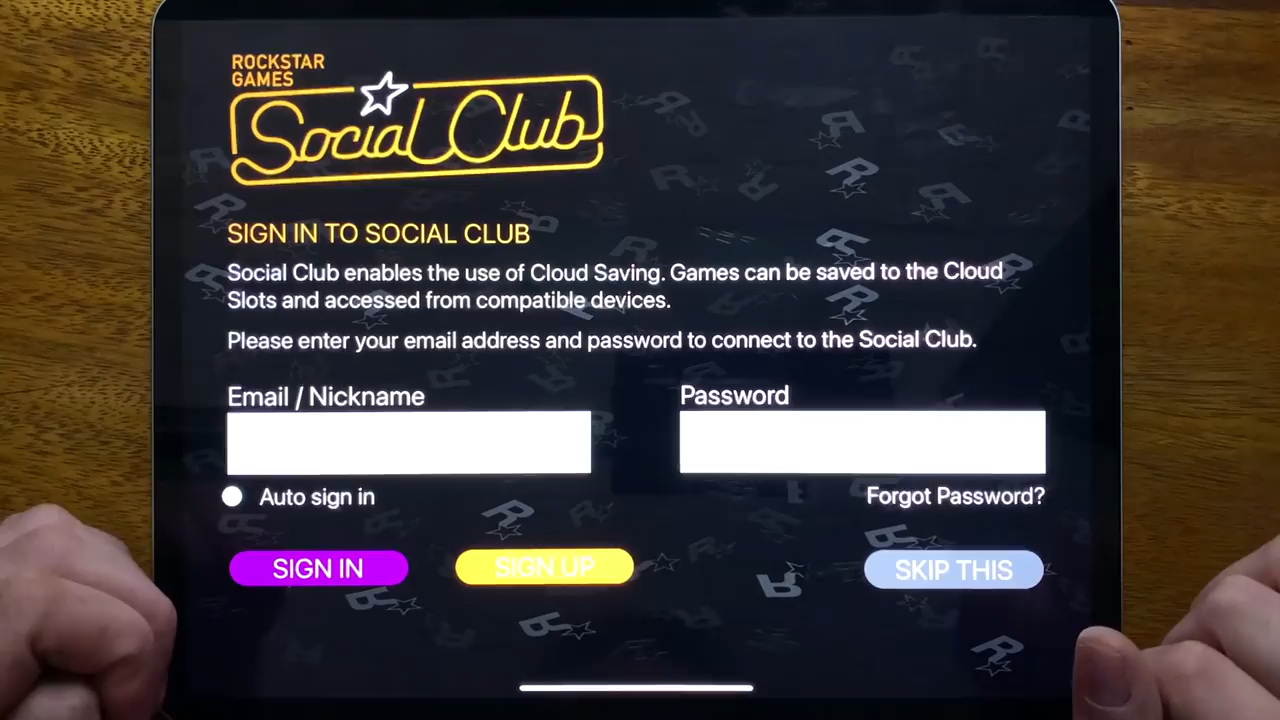 ROCKSTAR
GAMES
Social Club
SIGN IN TO SOCIAL CLUB
Social Club enables the use of Cloud Saving. Games can be saved to the Cloud
Slots and accessed from compatible devices.
Please enter your email address and password to connect to the Social Club.
Email / Nickname
Password
Auto sign in
Forgot Password?
SIGN IN
SIGN UP
SKIP THIS